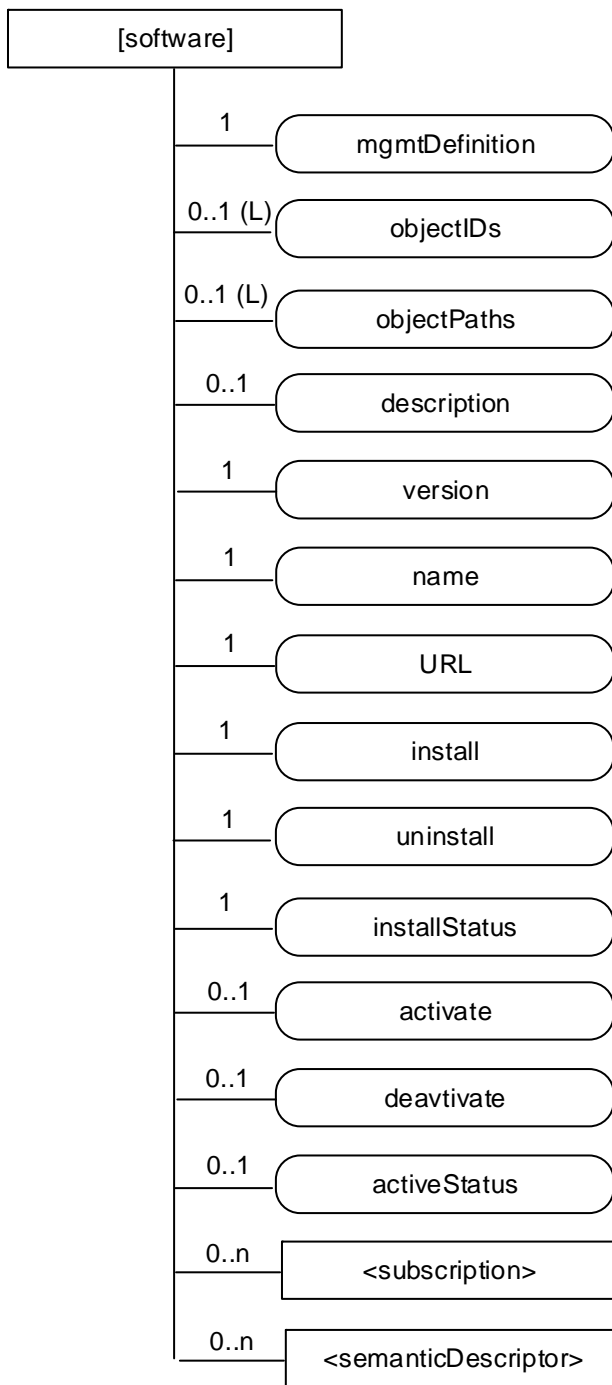 [software]
1
mgmtDefinition
0..1 (L)
objectIDs
0..1 (L)
objectPaths
0..1
description
1
version
1
name
1
URL
1
install
1
uninstall
1
installStatus
0..1
activate
0..1
deavtivate
0..1
activeStatus
0..n
<subscription>
0..n
<semanticDescriptor>